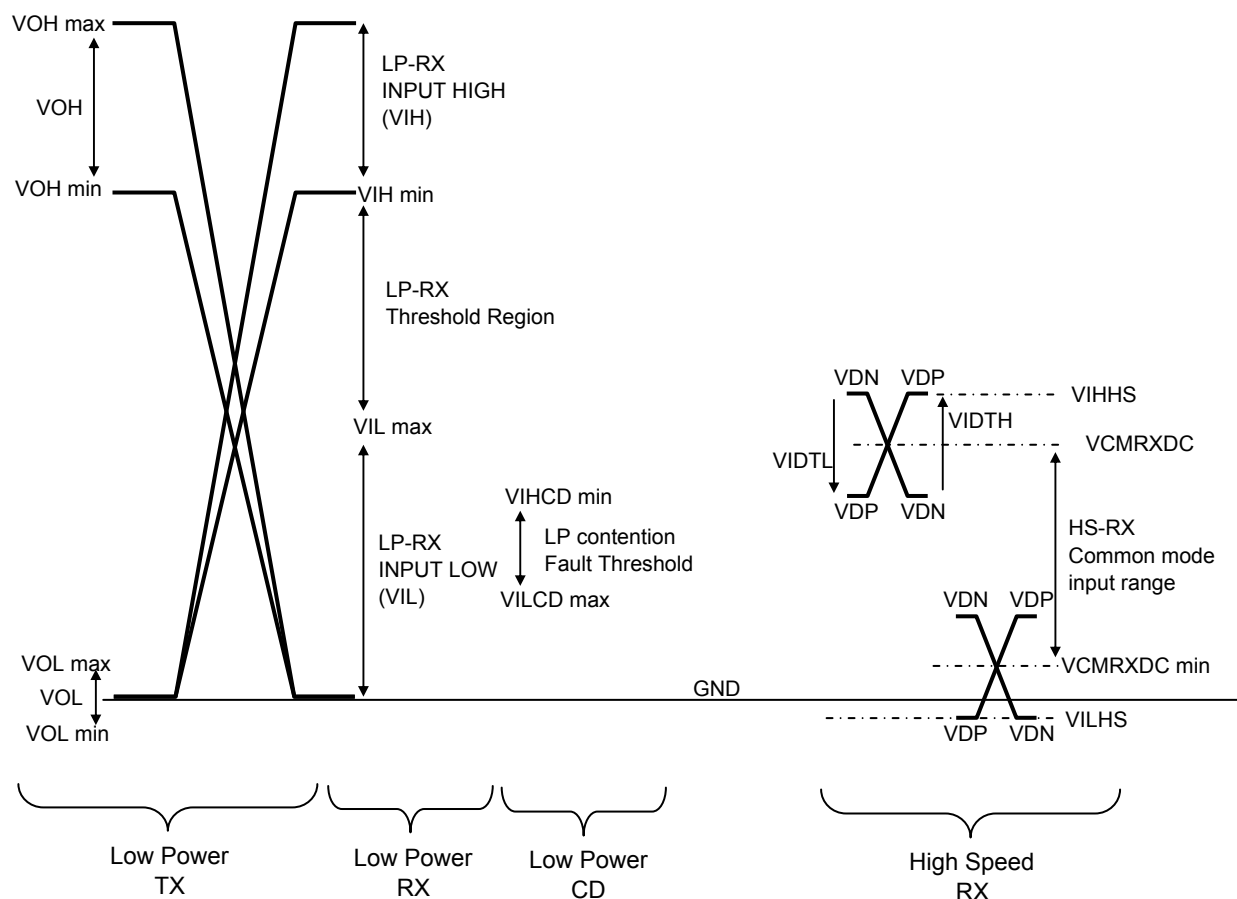 VOH max
VOH
VOH min
LP-RX
INPUT HIGH
(VIH)
VIH min
LP-RX
Threshold Region
VIL max
LP-RX
INPUT LOW
(VIL)
VIHCD min
LP contention
Fault Threshold
VILCD max
VOL max
VOL
VOL min
GND
VDN
VDP
VIHHS
VIDTH
VCMRXDC
VIDTL
VDP
VDN
HS-RX
Common mode
input range
VDN
VDP
VCMRXDC min
VILHS
VDP
VDN
Low Power
TX
Low Power
RX
Low Power
CD
High Speed
RX